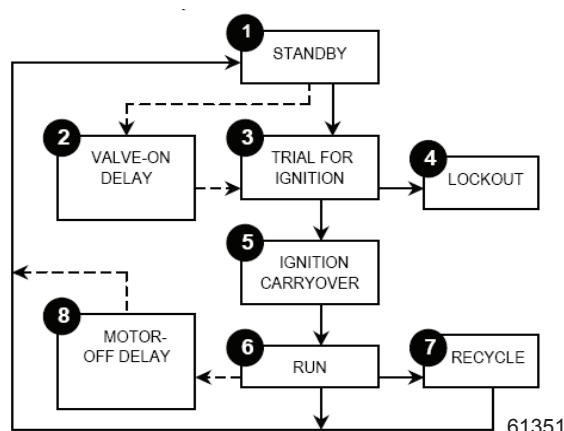 1
STANDBY
2
VALVE-ON
DELAY
3
TRIAL FOR
IGNITION
4
LOCKOUT
5
IGNITION
CARRYOVER
8
MOTOR-
OFF DELAY
6
RUN
7
RECYCLE
61351